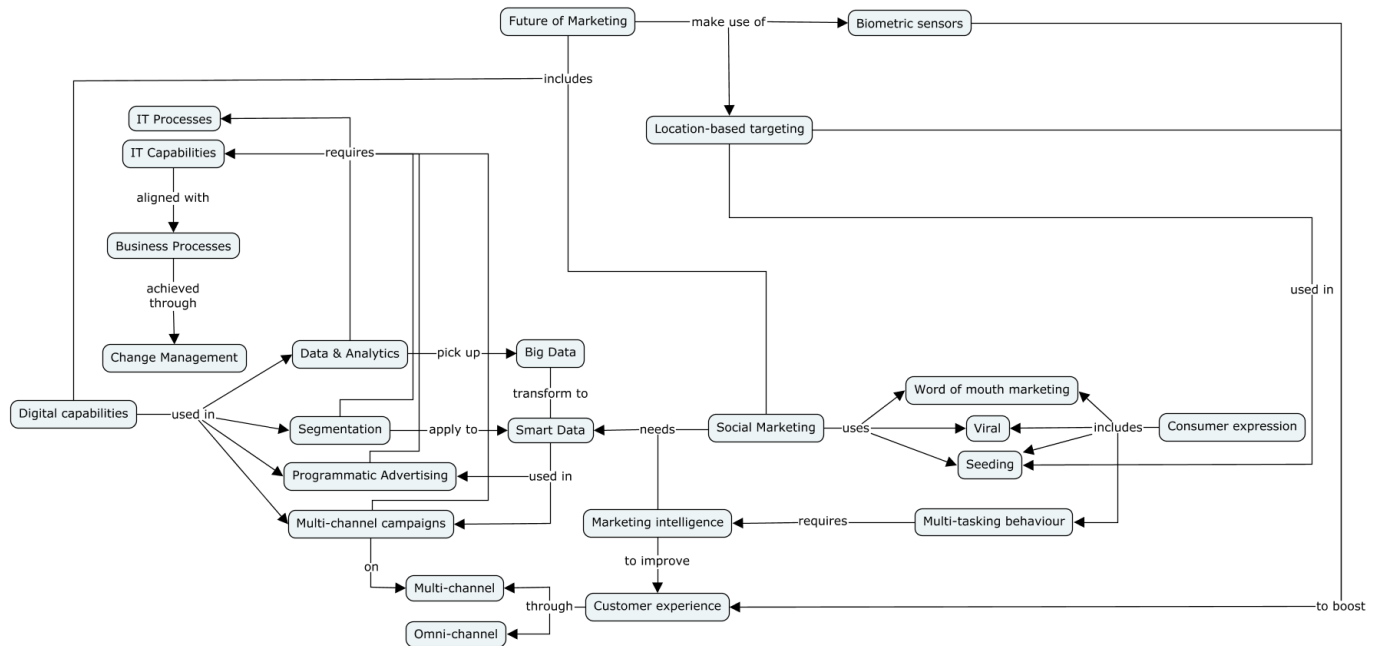 Future of Marketing
make use of
Biometric sensors
includes
IT Processes
Location-based targeting
IT Capabilities
requires
aligned with
Business Processes
achieved
through
used in
Change Management
Data & Analytics
pick up
Big Data
transform to
Word of mouth marketing
Digital capabilities
used in
Segmentation
apply to
Smart Data
needs
Social Marketing
uses
Viral
includes
Consumer expression
Seeding
Programmatic Advertising
used in
Multi-channel campaigns
Marketing intelligence
requires
Multi-tasking behaviour
on
to improve
Multi-channel
through
Customer experience
to boost
Omni-channel